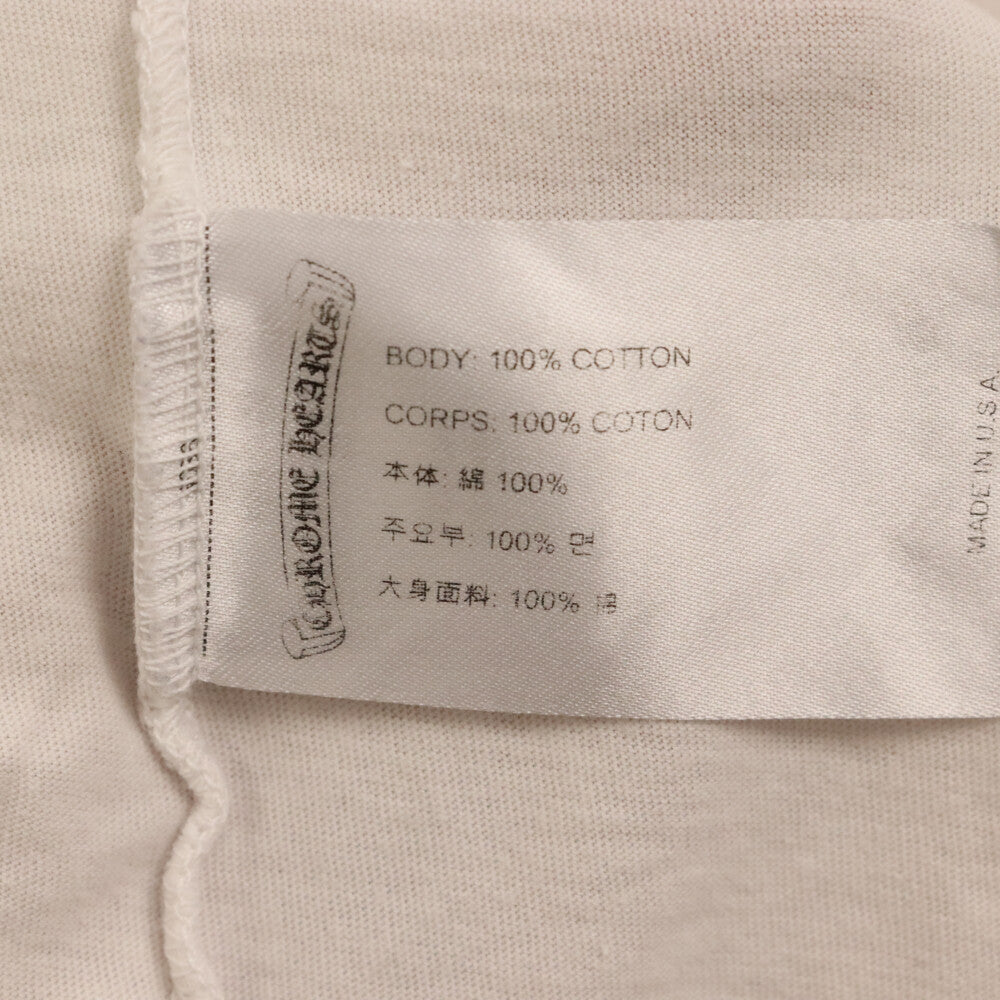 CHROME HEARTS
BODY: 100% COTTON
CORPS: 100% COTON
本体: 綿 100%
주요부: 100% 면
大身面料: 100%
MADE IN U.S.A.